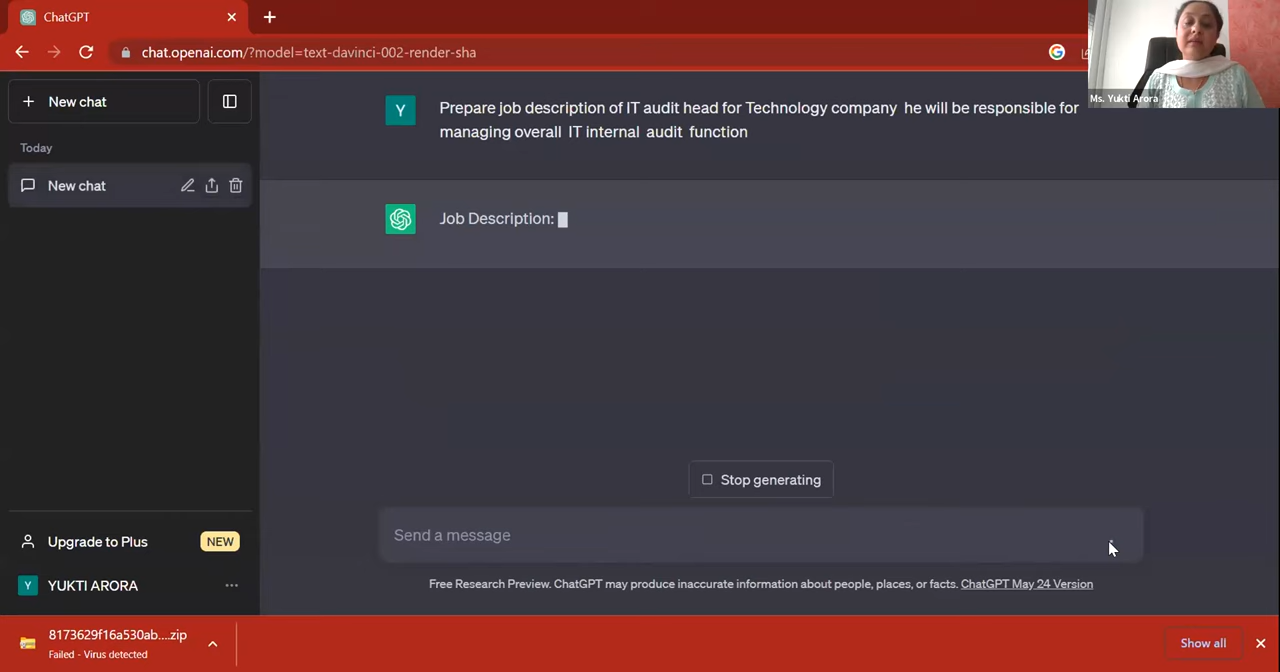 ChatGPT
chat.openai.com/?model=text-davinci-002-render-sha
Ms. Yukti Arora
New chat
Today
New chat
Y
Prepare job description of IT audit head for Technology company he will be responsible for
managing overall IT internal audit function
Job Description:
Stop generating
Send a message
Free Research Preview. ChatGPT may produce inaccurate information about people, places, or facts. ChatGPT May 24 Version
Upgrade to Plus NEW
Y YUKTI ARORA
8173629f16a530ab....zip
Failed - Virus detected
Show all